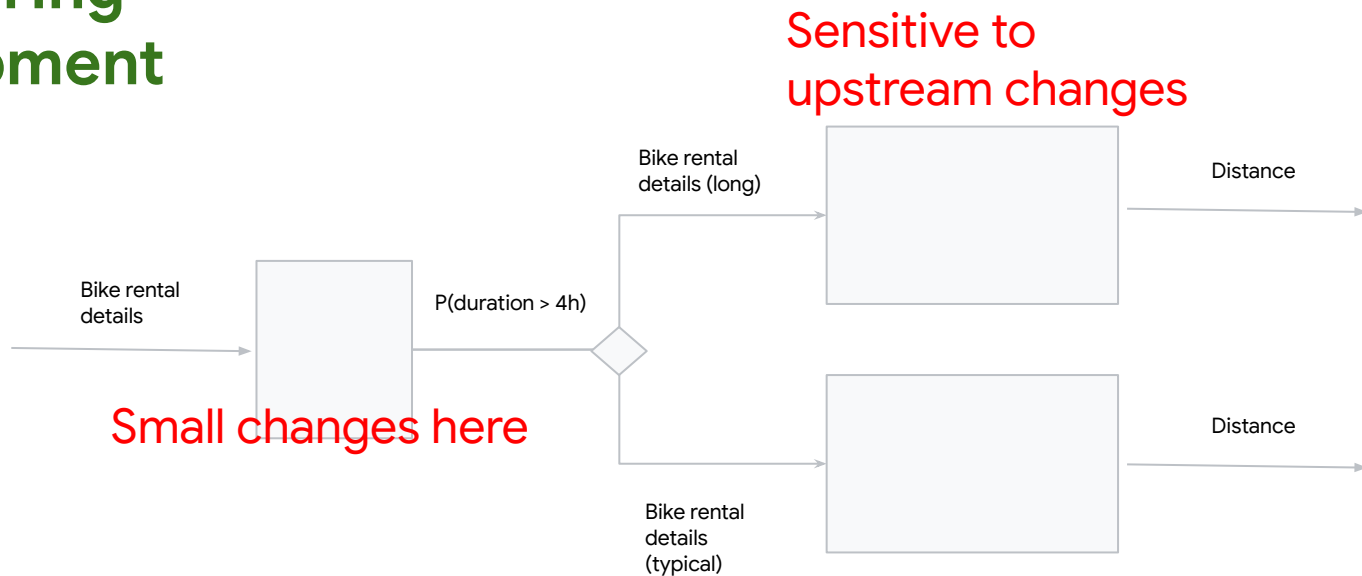 Sensitive to
upstream changes
Bike rental
details (long)
Distance
Bike rental
details
P(duration > 4h)
Small changes here
Distance
Bike rental
details
(typical)